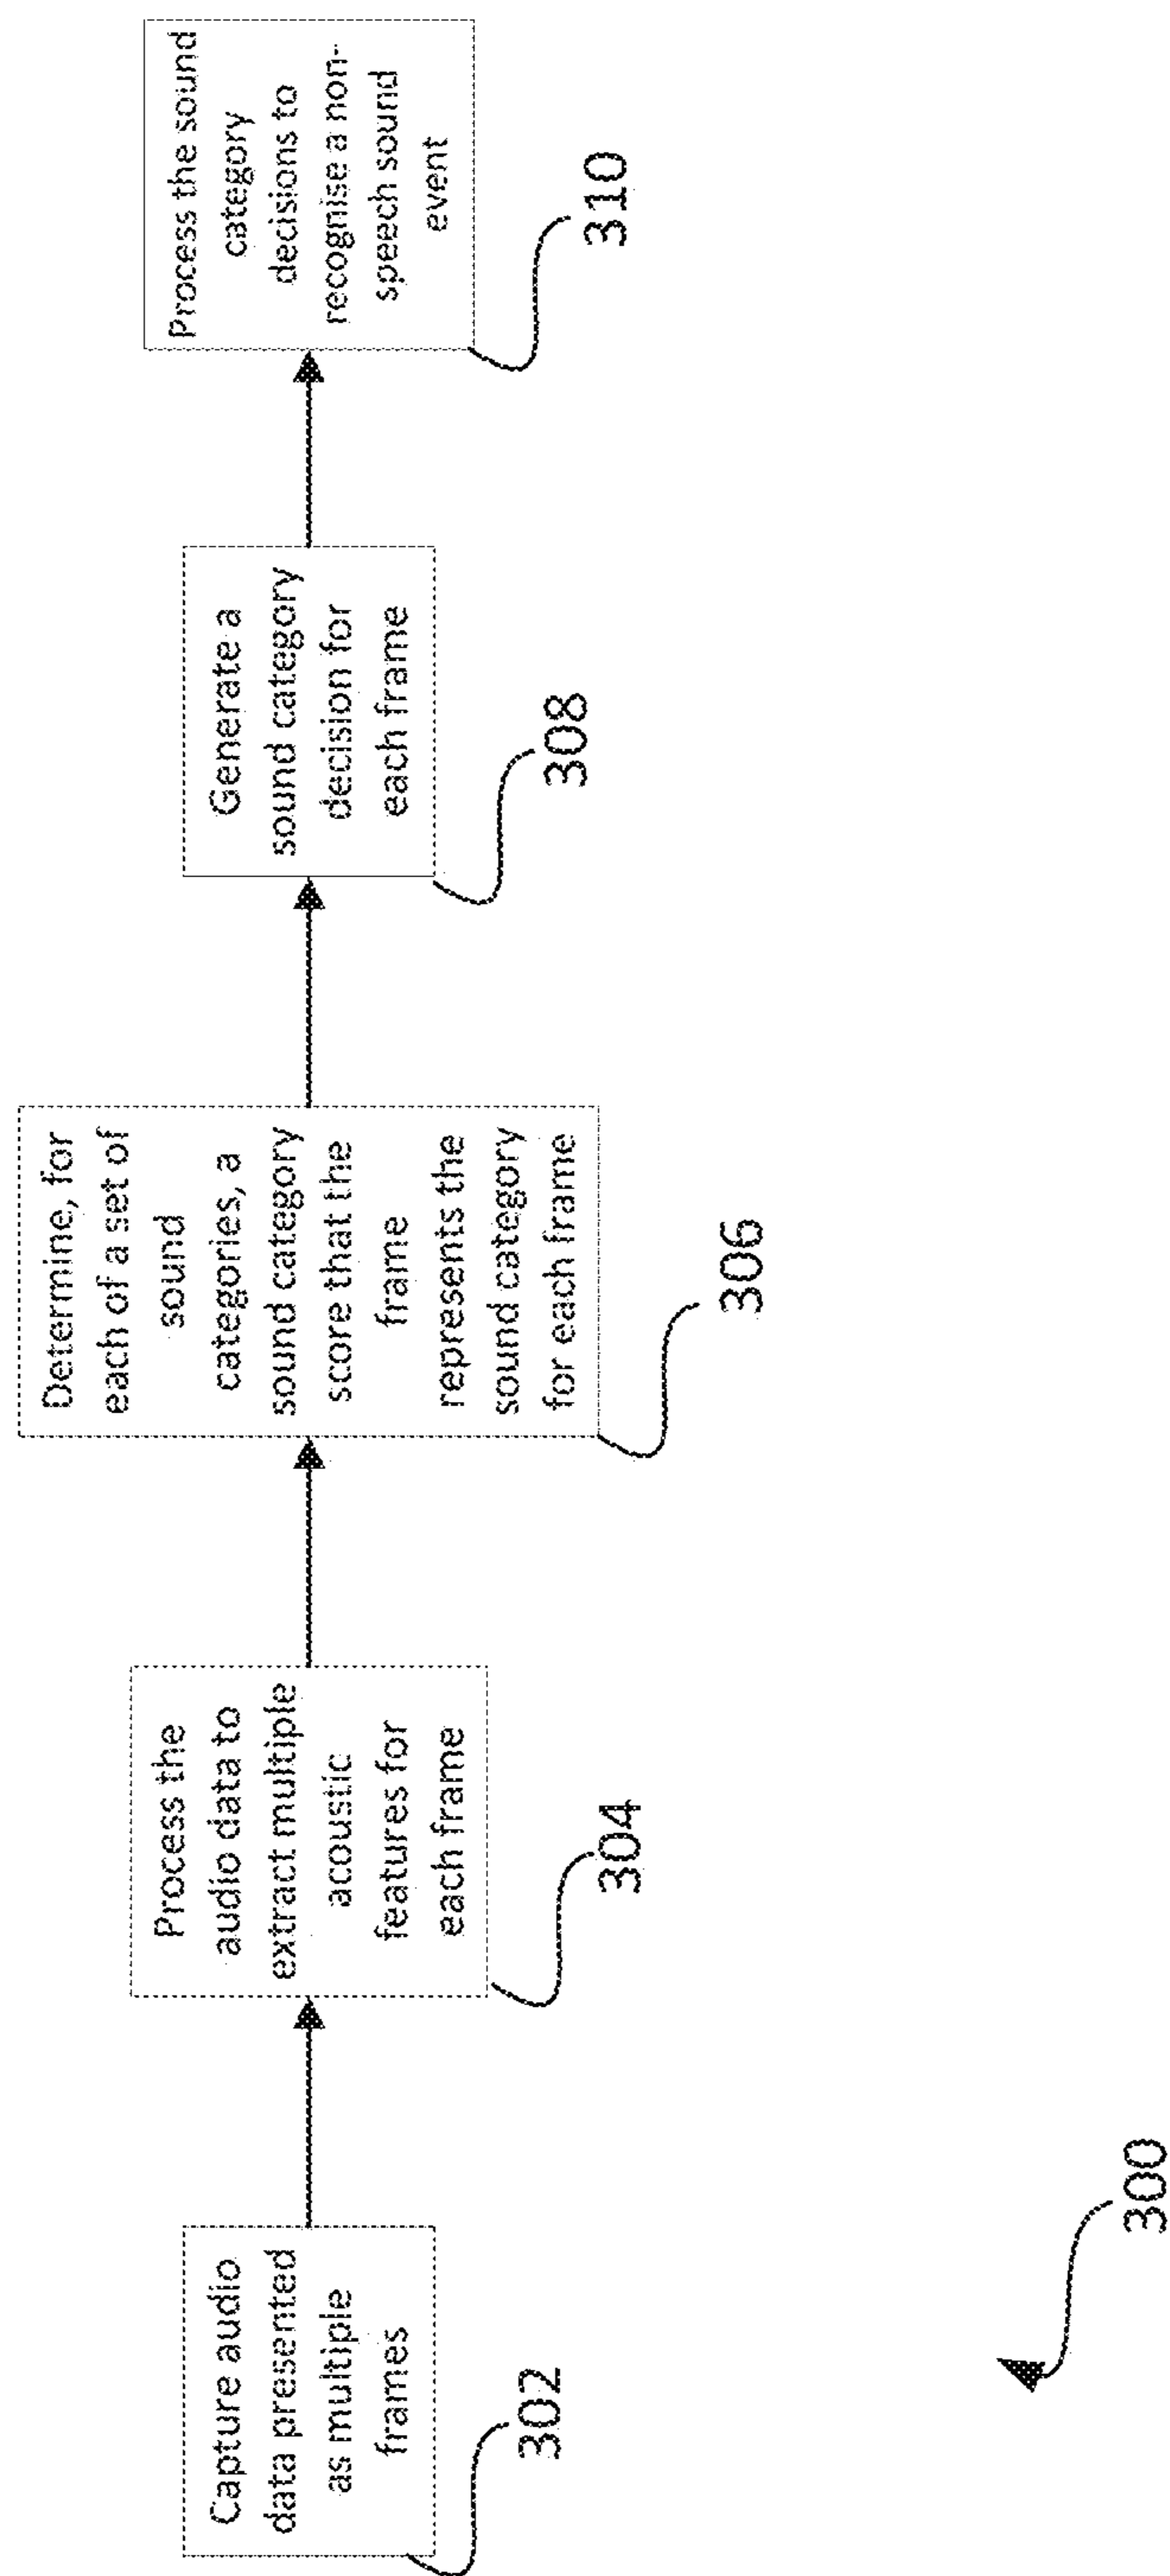 Capture audio
data presented
as multiple
frames
302
Process the
audio data to
extract multiple
acoustic
features for
each frame
304
Determine, for
each of a set of
sound
categories, a
sound category
score that the
frame
represents the
sound category
for each frame
306
Generate a
sound category
decision for
each frame
308
Process the sound
category
decisions to
recognise a non-
speech sound
event
310
300